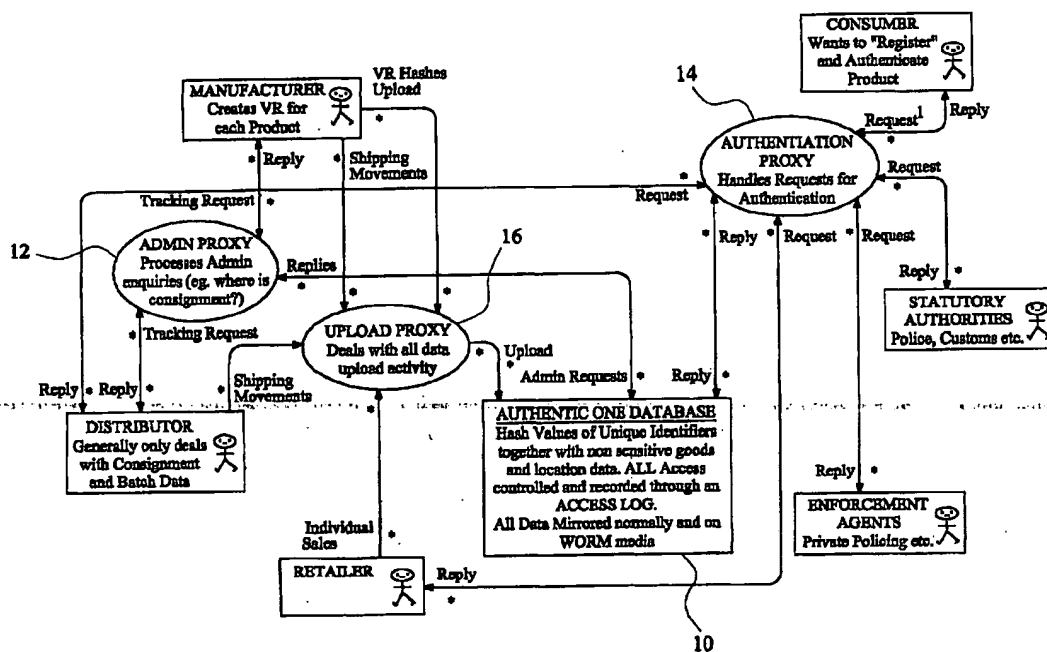 CONSUMER
Wants to "Register"
and Authenticate
Product
14
VR Hashes
Upload
MANUFACTURER
Creates VR for
each Product
Request1
Reply
AUTHENTIATION
PROXY
Handles Requests for
Authentication
Reply
Shipping
Movements
Request
Request
Tracking Request
12
ADMIN PROXY
Processes Admin
enquiries (eg. where is
consignment?)
Replies
16
Reply
Request
Request
Reply
STATUTORY
AUTHORITIES
Police, Customs etc.
Tracking Request
UPLOAD PROXY
Deals with all data
upload activity
Upload
Admin Requests
Reply
Reply
Reply
Shipping
Movements
DISTRIBUTOR
Generally only deals
with Consignment
and Batch Data
AUTHENTIC ONE DATABASE
Hash Values of Unique Identifiers
together with non sensitive goods
and location data. ALL Access
controlled and recorded through an
ACCESS LOG.
All Data Mirrored normally and on
WORM media
Reply
ENFORCEMENT
AGENTS
Private Policing etc.
Individual
Sales
RETAILER
Reply
10